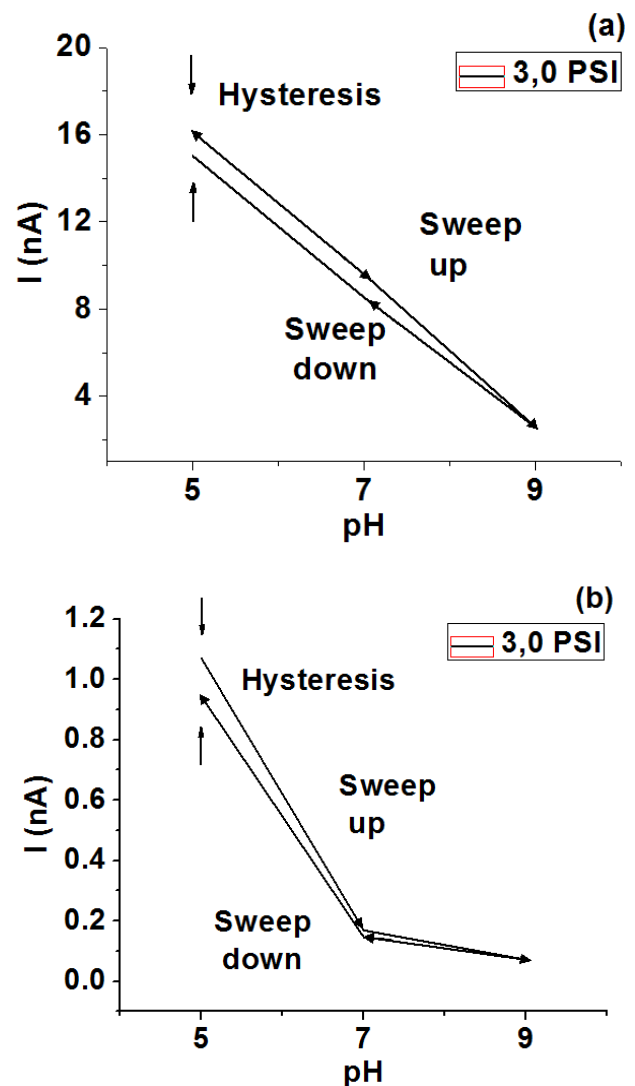 (a)
20
3,0 PSI
Hysteresis
16
12
Sweep
up
I (nA)
8
Sweep
down
4
5
7
9
pH
(b)
1.2
3,0 PSI
1.0
Hysteresis
0.8
Sweep
up
I (nA)
0.6
0.4
Sweep
down
0.2
0.0
5
7
9
pH